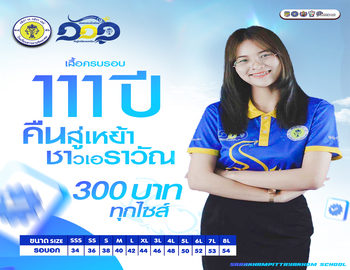 ๑๑๑
เสื้อครบรอบ
111 ปี
คืนสู่เหย้า
ชาวเอราวัณ
300 บาท
ทุกไซส์
ขนาด SIZE SSS SS S M L XL 3L 4L 5L 6L 7L 8L
รอบอก 34 36 38 40 42 44 46 48 50 52 53 54